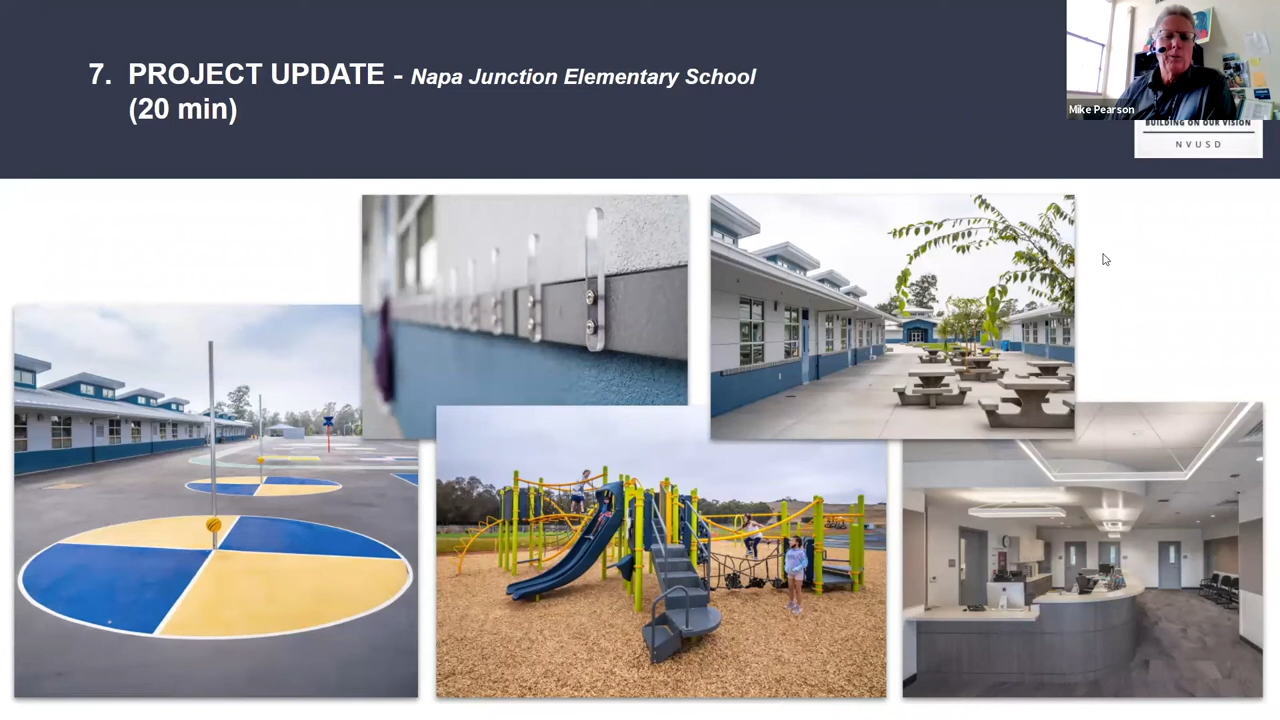 7. PROJECT UPDATE - Napa Junction Elementary School
(20 min)
Mike Pearson
BUILDING ON OUR VISION
NVUSD